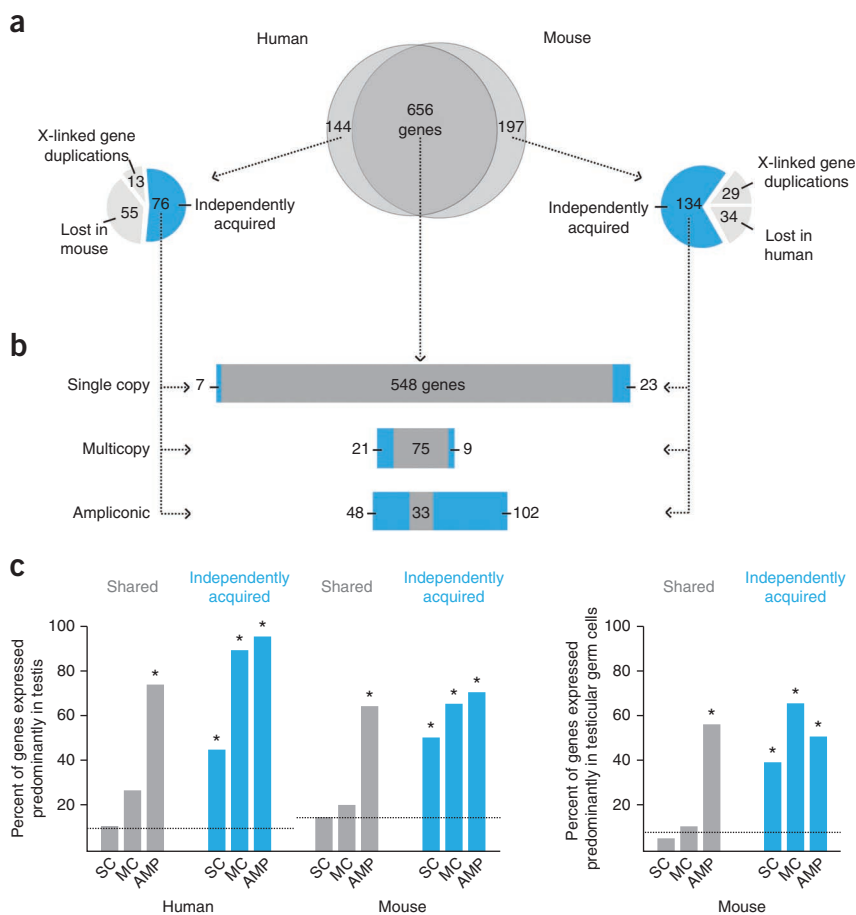 a
Human
Mouse
144
656
genes
197
X-linked gene
duplications
13
55
76
Lost in
mouse
Independently
acquired
Independently
acquired
134
29
34
X-linked gene
duplications
Lost in
human
b
Single copy
7
548 genes
23
Multicopy
21
75
9
Ampliconic
48
33
102
c
Shared
Independently
acquired
Shared
Independently
acquired
Percent of genes expressed
predominantly in testis
100
80
60
40
20
*
*
*
*
*
*
*
*
SC
MC
AMP
SC
MC
AMP
SC
MC
AMP
SC
MC
AMP
Human
Mouse
Shared
Independently
acquired
Percent of genes expressed
predominantly in testicular germ cells
100
80
60
40
20
*
*
*
*
SC
MC
AMP
SC
MC
AMP
Mouse